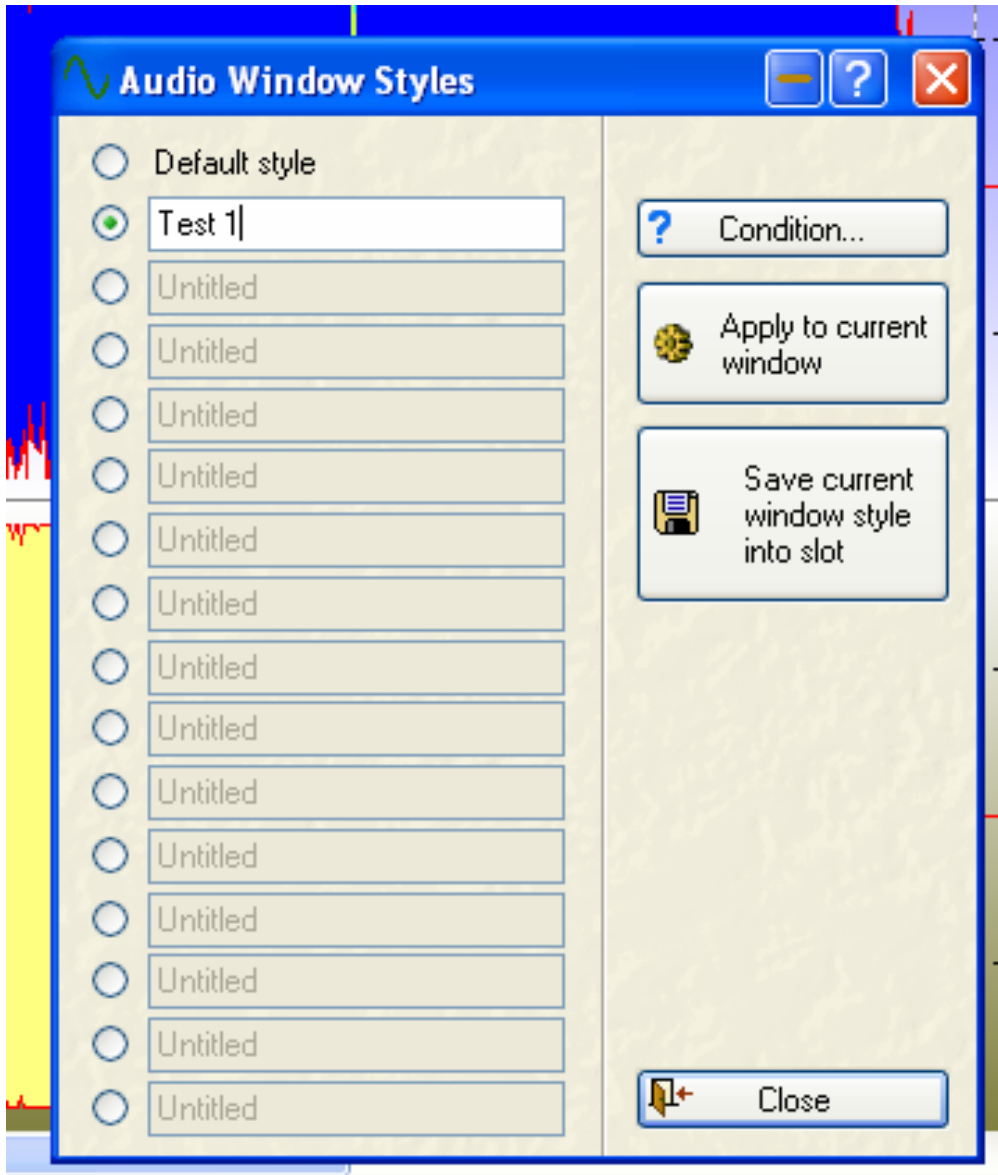 Audio Window Styles
Default style
Test 1
Untitled
Untitled
Untitled
Untitled
Untitled
Untitled
Untitled
Untitled
Untitled
Untitled
Untitled
Untitled
Untitled
Untitled
Condition...
Apply to current
window
Save current
window style
into slot
Close